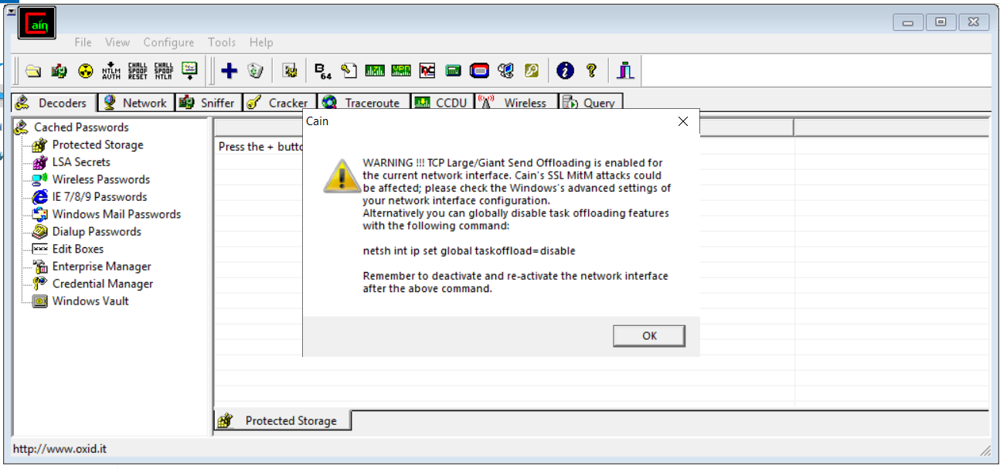 Cain
File View Configure Tools Help
NTLM AUTH
CHALL SPOOF RESET
CHALL SPOOF NTLM
B 64
Decoders Network Sniffer Cracker Traceroute CCDU Wireless Query
Cached Passwords
Protected Storage
LSA Secrets
Wireless Passwords
IE 7/8/9 Passwords
Windows Mail Passwords
Dialup Passwords
Edit Boxes
Enterprise Manager
Credential Manager
Windows Vault
Press the + butto
Cain
WARNING !!! TCP Large/Giant Send Offloading is enabled for
the current network interface. Cain's SSL MitM attacks could
be affected; please check the Windows's advanced settings of
your network interface configuration.
Alternatively you can globally disable task offloading features
with the following command:
netsh int ip set global taskoffload=disable
Remember to deactivate and re-activate the network interface
after the above command.
OK
Protected Storage
http://www.oxid.it